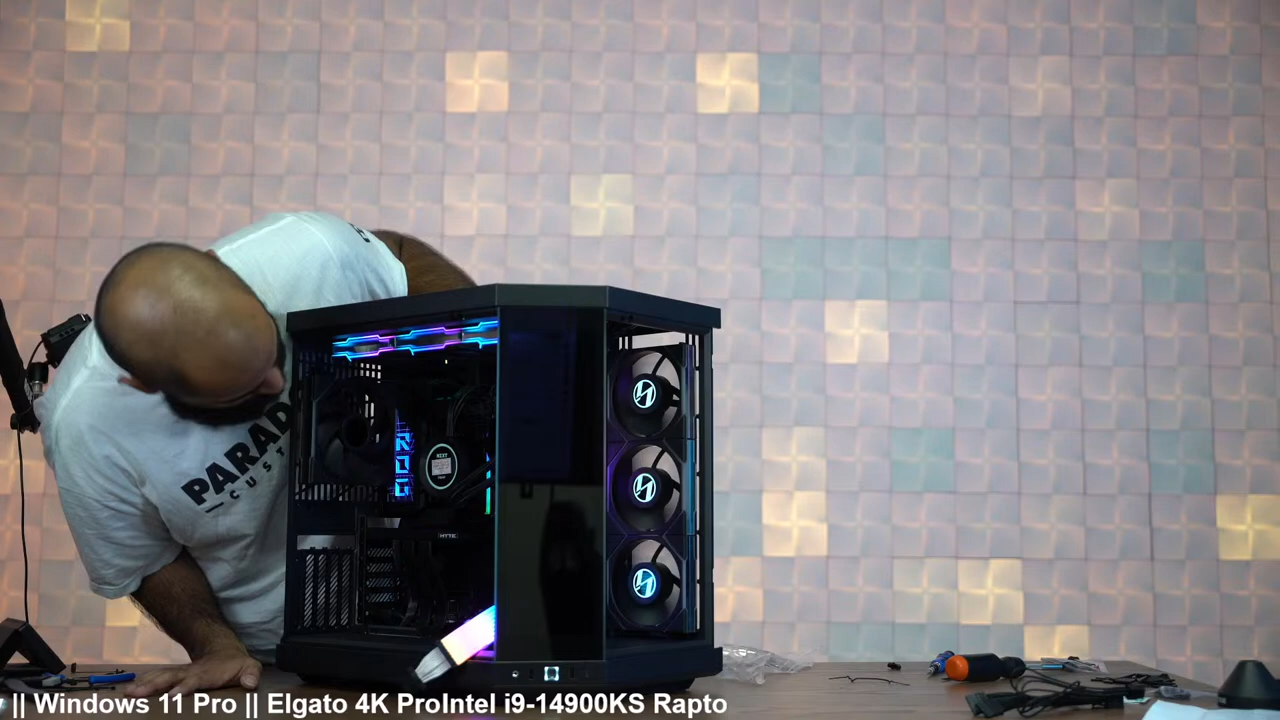 PARAD
CUST
ROG
NZXT
HYTE
y || Windows 11 Pro || Elgato 4K ProIntel i9-14900KS Rapto